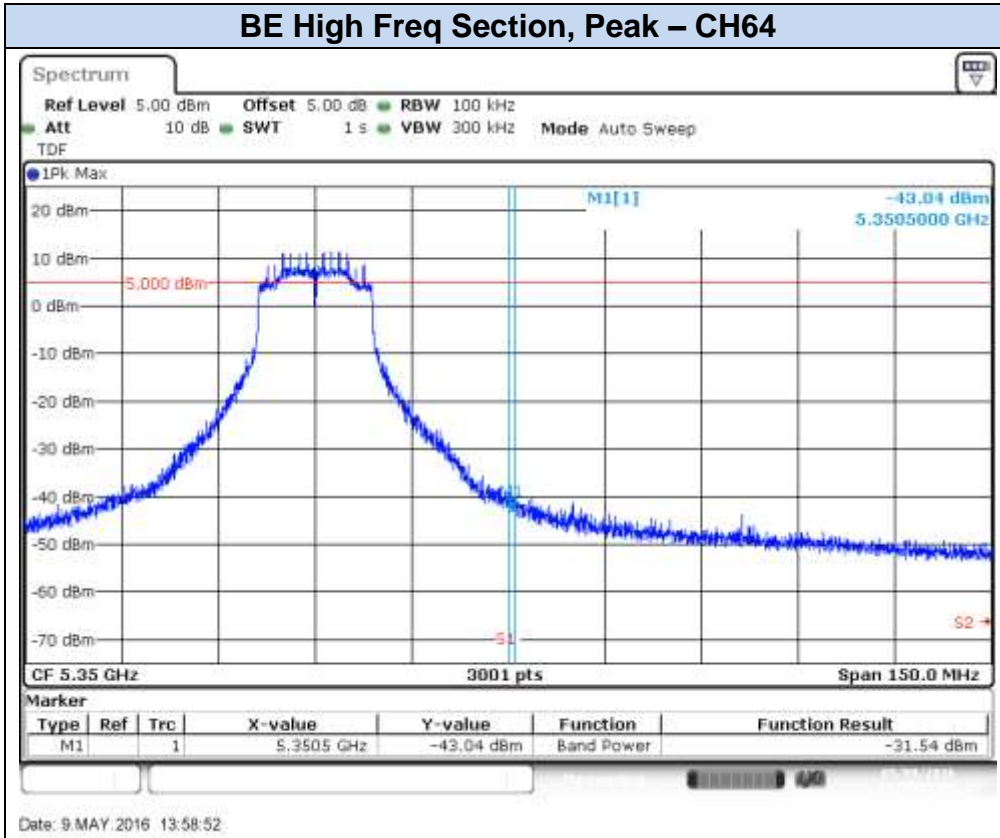 BE High Freq Section, Peak – CH64
Spectrum
Ref Level 5.00 dBm Offset 5.00 dB RBW 100 kHz
Att 10 dB SWT 1 s VBW 300 kHz Mode Auto Sweep
TDF
1Pk Max
M1[1] -43.04 dBm
5.3505000 GHz
20 dBm
10 dBm
5.000 dBm
0 dBm
-10 dBm
-20 dBm
-30 dBm
-40 dBm
-50 dBm
-60 dBm
-70 dBm
S1
S2
CF 5.35 GHz 3001 pts Span 150.0 MHz
Marker
Type Ref Trc X-value Y-value Function Function Result
M1 1 5.3505 GHz -43.04 dBm Band Power -31.54 dBm
Date: 9.MAY.2016 13:58:52